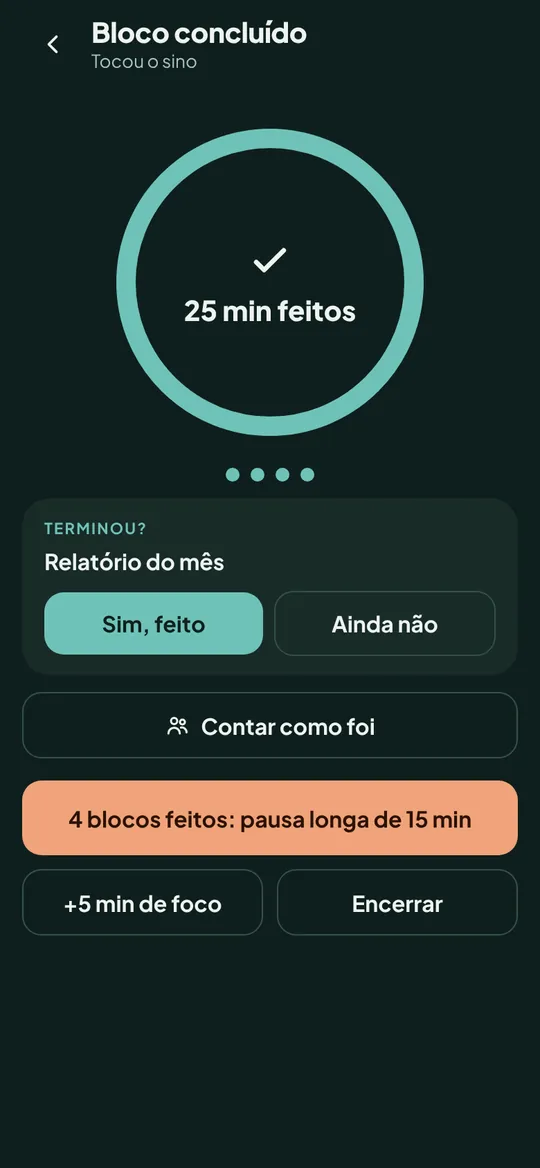 Bloco concluído
Tocou o sino
25 min feitos
TERMINOU?
Relatório do mês
Sim, feito
Ainda não
Contar como foi
4 blocos feitos: pausa longa de 15 min
+5 min de foco
Encerrar